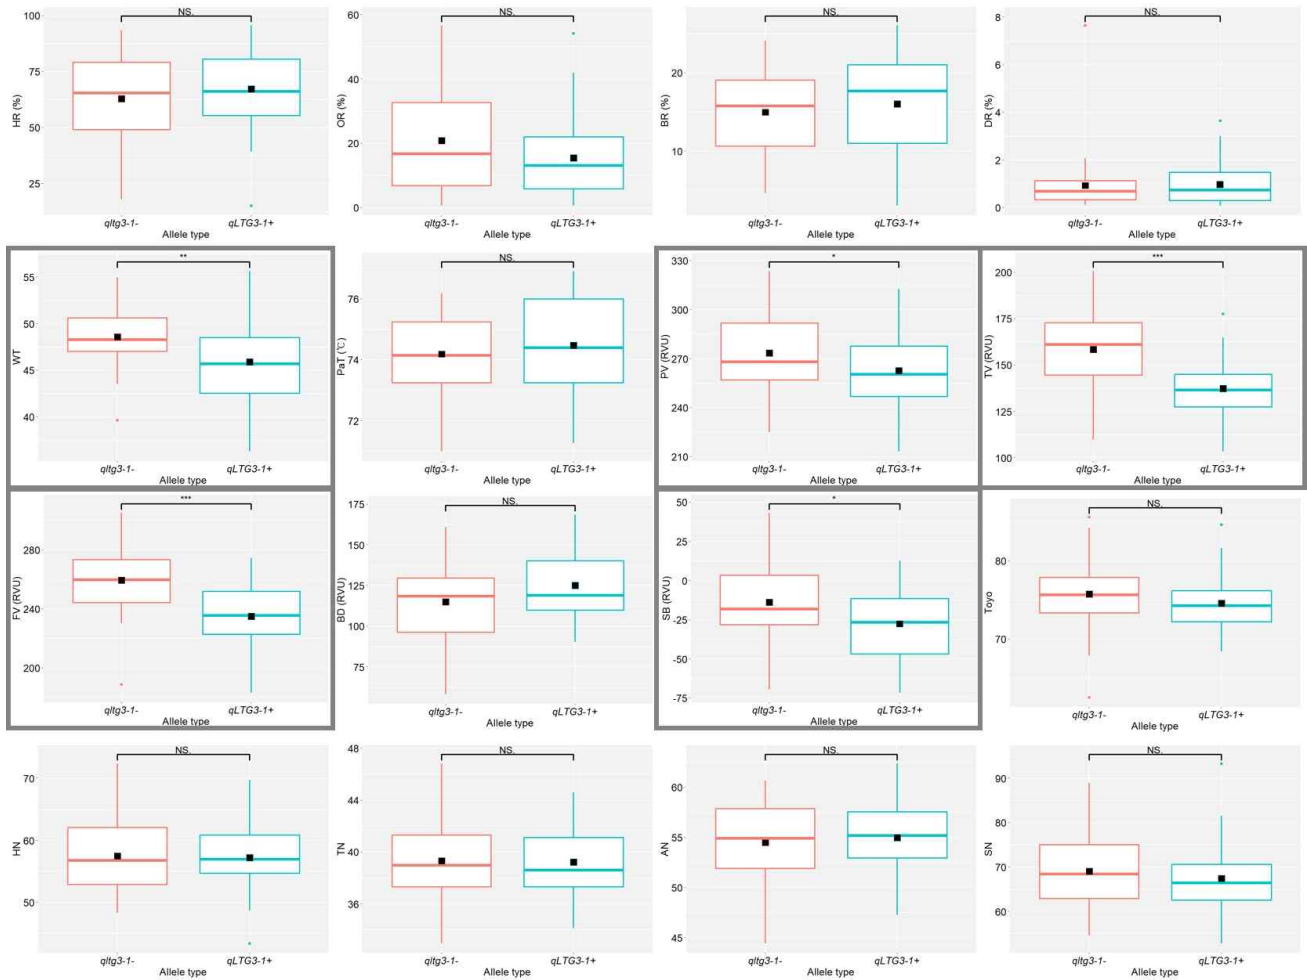 NS.
100
75
50
25
HR (%)
qltg3-1-
qLTG3-1+
Allele type
NS.
60
40
20
0
OR (%)
qltg3-1-
qLTG3-1+
Allele type
NS.
20
10
BR (%)
qltg3-1-
qLTG3-1+
Allele type
NS.
8
6
4
2
0
DR (%)
qltg3-1-
qLTG3-1+
Allele type
**
55
50
45
40
WT
qltg3-1-
qLTG3-1+
Allele type
NS.
76
74
72
PaT (℃)
qltg3-1-
qLTG3-1+
Allele type
*
330
300
270
240
210
PV (RVU)
qltg3-1-
qLTG3-1+
Allele type
***
200
175
150
125
100
TV (RVU)
qltg3-1-
qLTG3-1+
Allele type
***
280
240
200
FV (RVU)
qltg3-1-
qLTG3-1+
Allele type
NS.
175
150
125
100
75
BD (RVU)
qltg3-1-
qLTG3-1+
Allele type
*
50
25
0
-25
-50
-75
SB (RVU)
qltg3-1-
qLTG3-1+
Allele type
NS.
80
70
Toyo
qltg3-1-
qLTG3-1+
Allele type
NS.
70
60
50
HN
qltg3-1-
qLTG3-1+
Allele type
NS.
48
44
40
36
TN
qltg3-1-
qLTG3-1+
Allele type
NS.
60
55
50
45
AN
qltg3-1-
qLTG3-1+
Allele type
NS.
90
80
70
60
SN
qltg3-1-
qLTG3-1+
Allele type